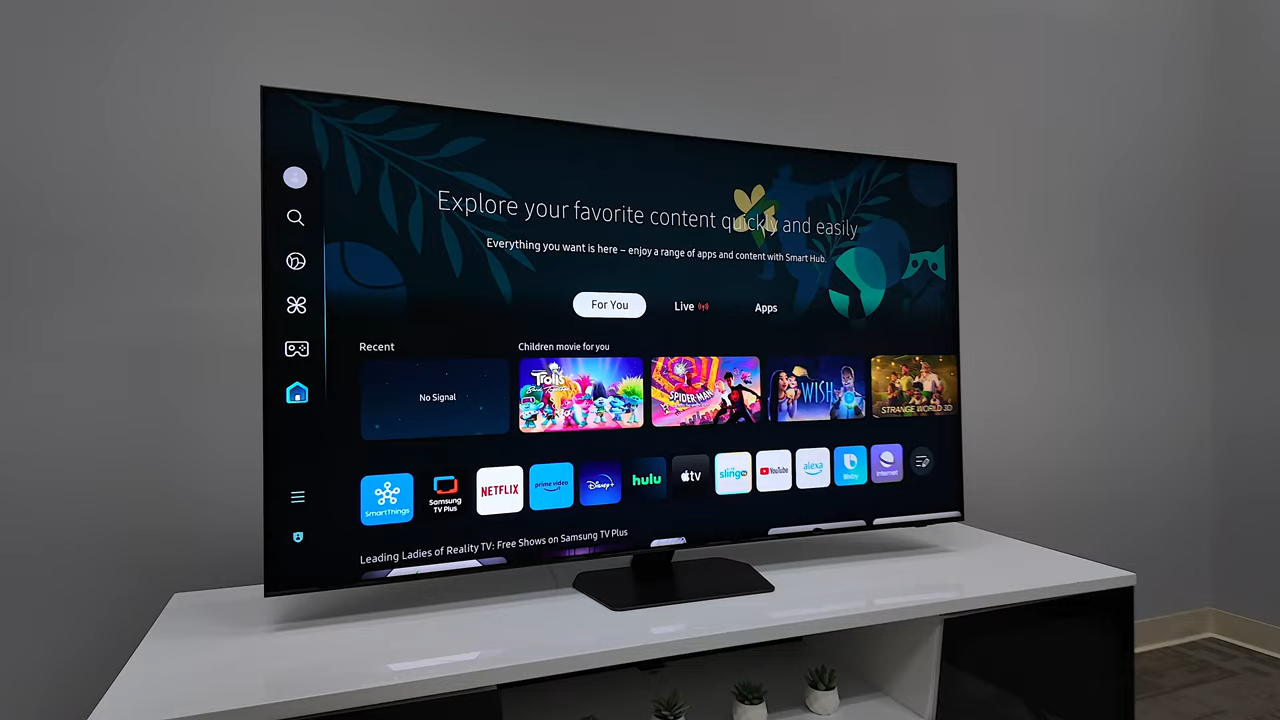 Explore your favorite content quickly and easily
Everything you want is here – enjoy a range of apps and content with Smart Hub.
For You
Live
Apps
Recent
Children movie for you
No Signal
Trolls
Band Together
SPIDER-MAN
WISH
STRANGE WORLD 3D
SmartThings
Samsung TV Plus
NETFLIX
prime video
Disney+
hulu
tv
sling
YouTube
alexa
Bixby
internet
Leading Ladies of Reality TV: Free Shows on Samsung TV Plus